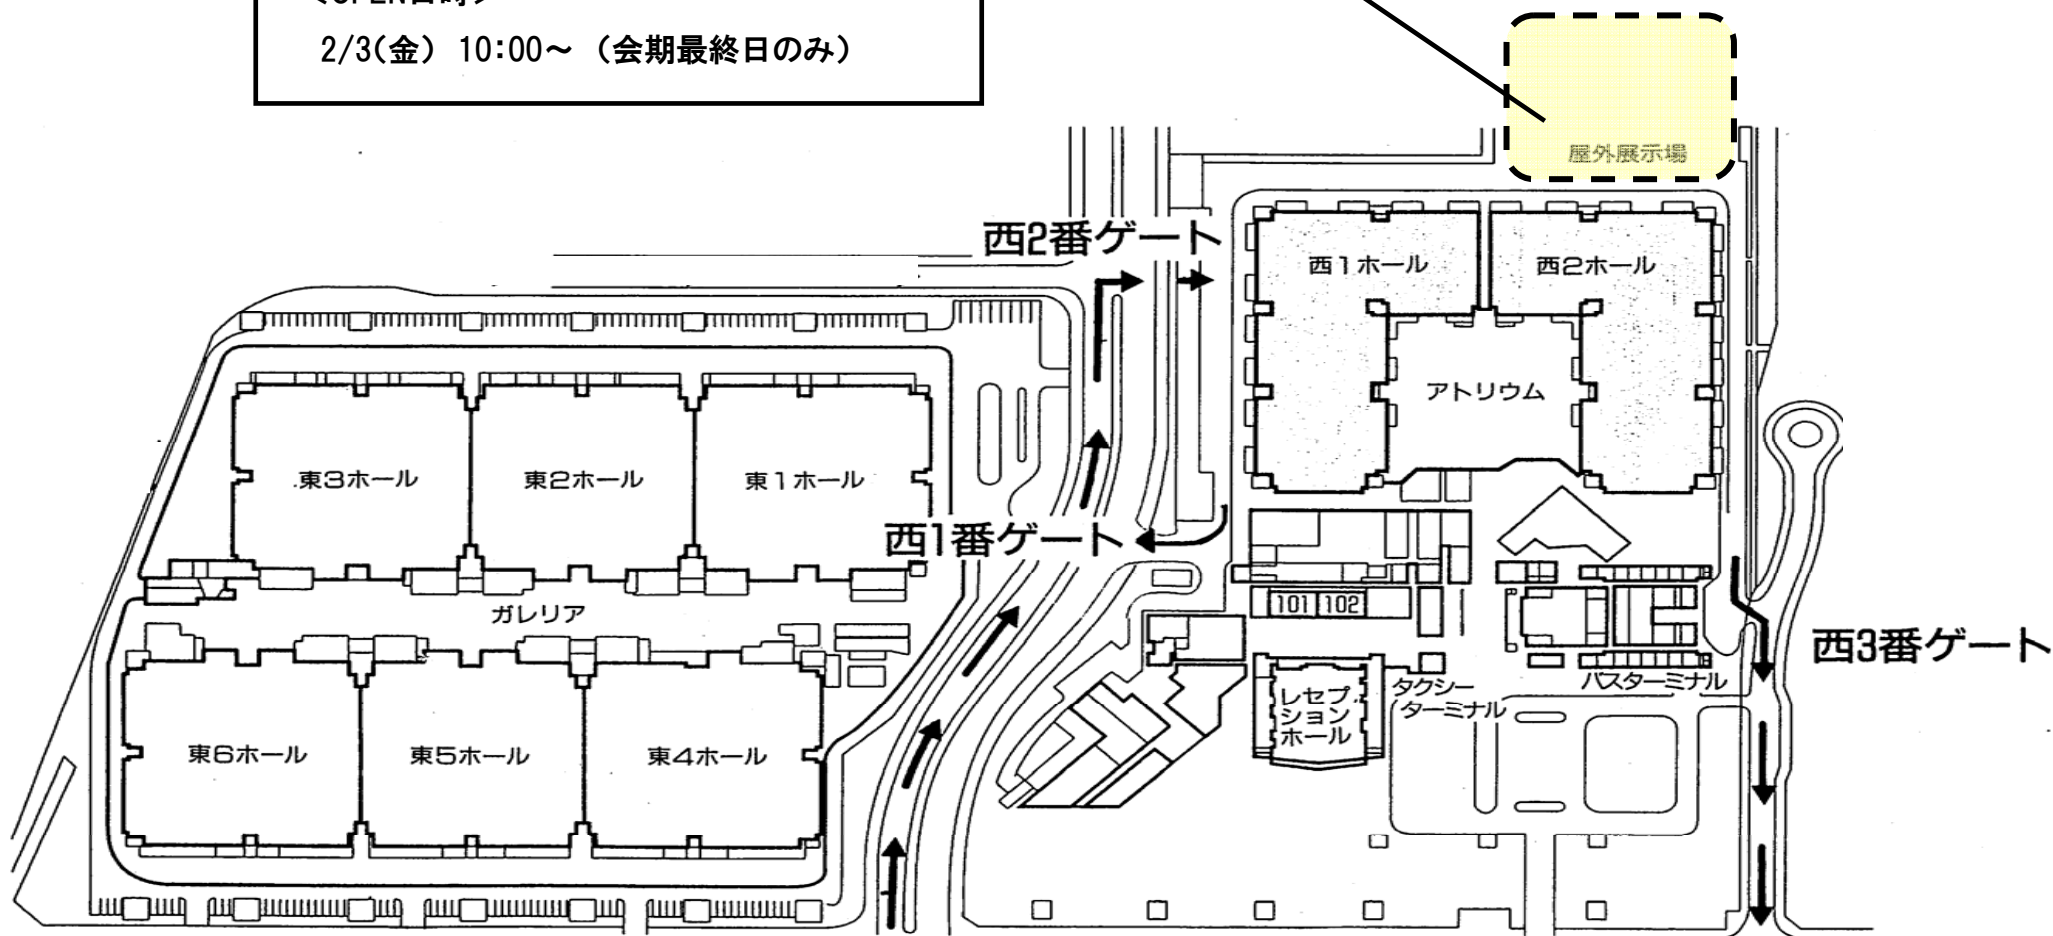 2/3(金) 10:00～ (会期最終日のみ)
屋外展示場
西2番ゲート
西1ホール
西2ホール
アトリウム
東3ホール
東2ホール
東1ホール
西1番ゲート
ガレリア
101
102
西3番ゲート
レセプ
ション
ホール
タクシー
ターミナル
バスターミナル
東6ホール
東5ホール
東4ホール